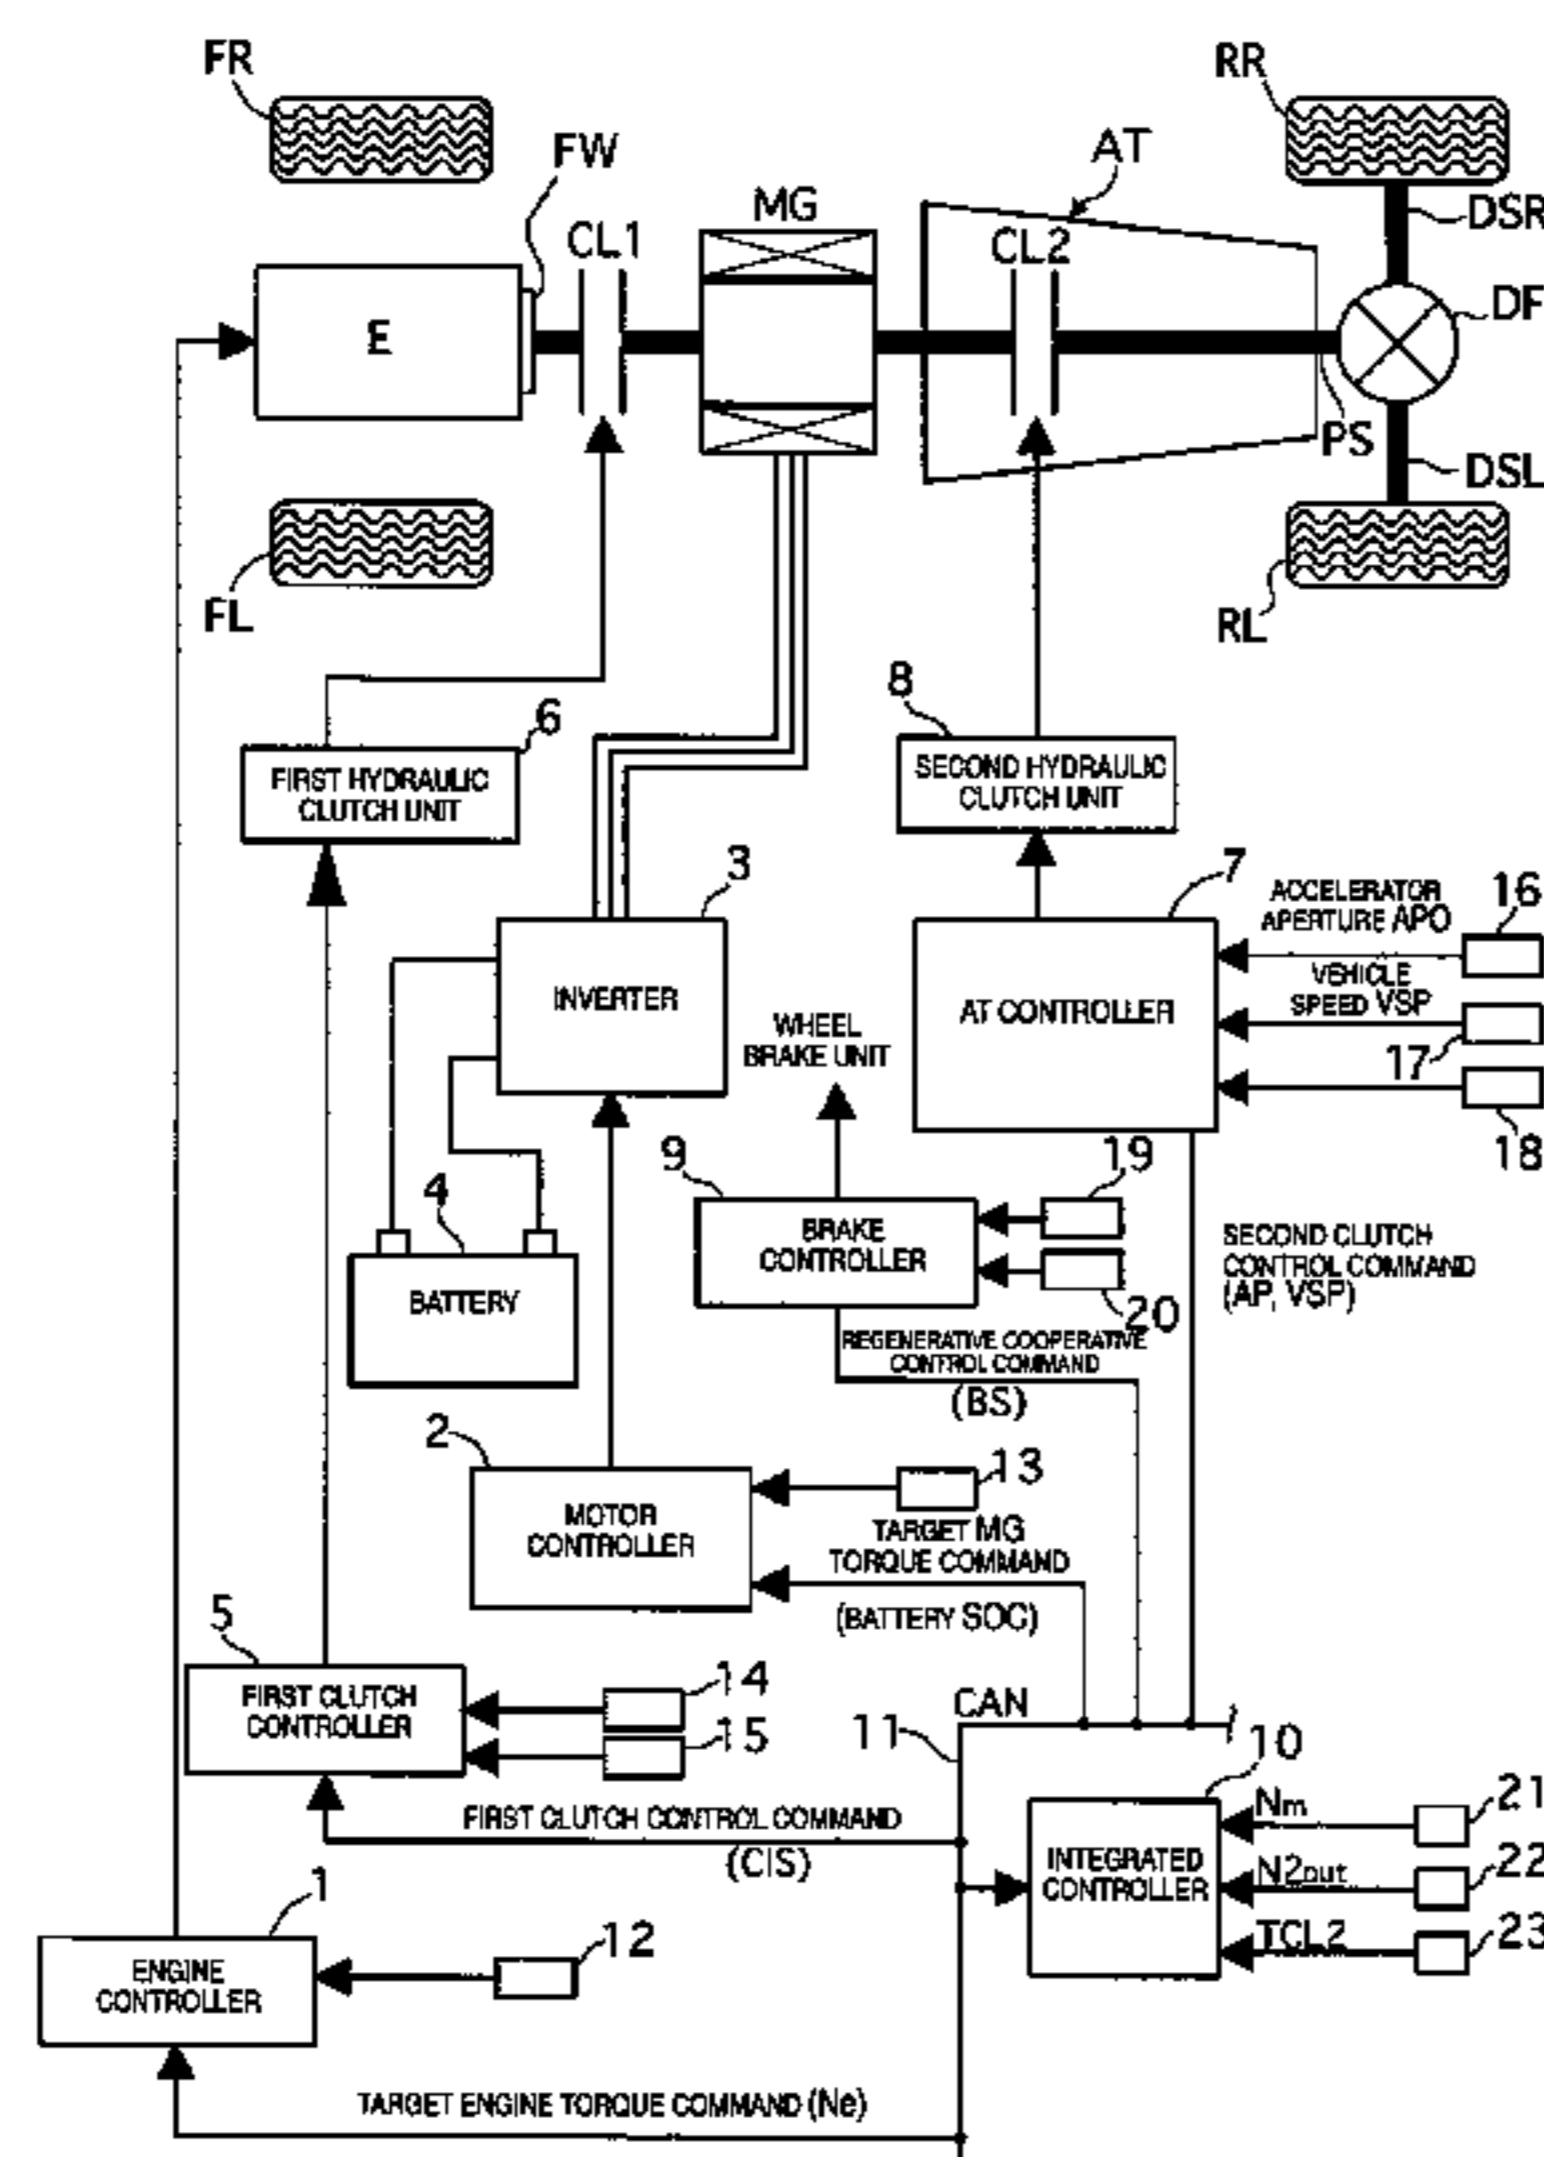 FR
RR
FW
AT
MG
DSR
CL1
CL2
E
DF
PS
DSL
FL
RL
8
6
FIRST HYDRAULIC
CLUTCH UNIT
SECOND HYDRAULIC
CLUTCH UNIT
3
7
ACCELERATOR
APERTURE APO
16
INVERTER
AT CONTROLLER
VEHICLE
SPEED VSP
WHEEL
BRAKE UNIT
17
18
9
19
4
BRAKE
CONTROLLER
SECOND CLUTCH
CONTROL COMMAND
(AP, VSP)
BATTERY
20
REGENERATIVE COOPERATIVE
CONTROL COMMAND
(BS)
2
13
MOTOR
CONTROLLER
TARGET MG
TORQUE COMMAND
(BATTERY SOC)
5
14
FIRST CLUTCH
CONTROLLER
15
CAN
11
10
Nm
21
FIRST CLUTCH CONTROL COMMAND
(CIS)
INTEGRATED
CONTROLLER
N2out
22
1
TCL2
23
12
ENGINE
CONTROLLER
TARGET ENGINE TORQUE COMMAND (Ne)